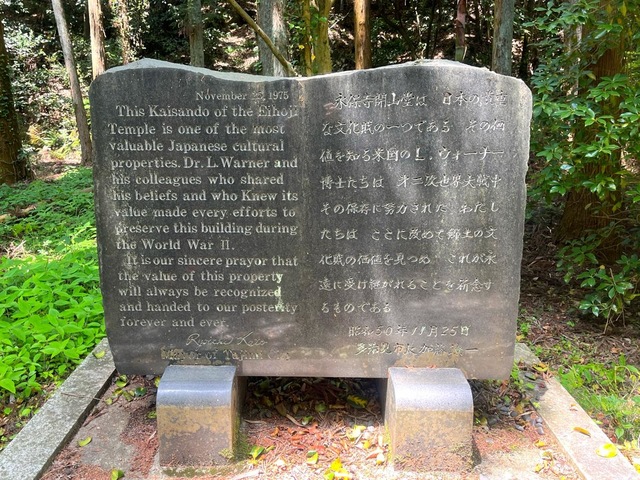 November 25, 1975
This Kaisando of the Eihoji
Temple is one of the most
valuable Japanese cultural
properties. Dr. L. Warner and
his colleagues who shared
his beliefs and who Knew its
value made every efforts to
preserve this building during
the World War II.
It is our sincere prayor that
the value of this property
will always be recognized
and handed to our posterity
forever and ever.
Mayor of
永保寺開山堂は 日本の
な文化財の一つである その価
値を知る米国のL.ウォーナー
博士たちは 才二次世界大戦中
その保存に努力された わたし
たちは ここに改めて郷土の文
化財の価値を見つめ これが永
遠に受け継がれることを祈念す
るものである
昭和50年11月25日
多治見市長